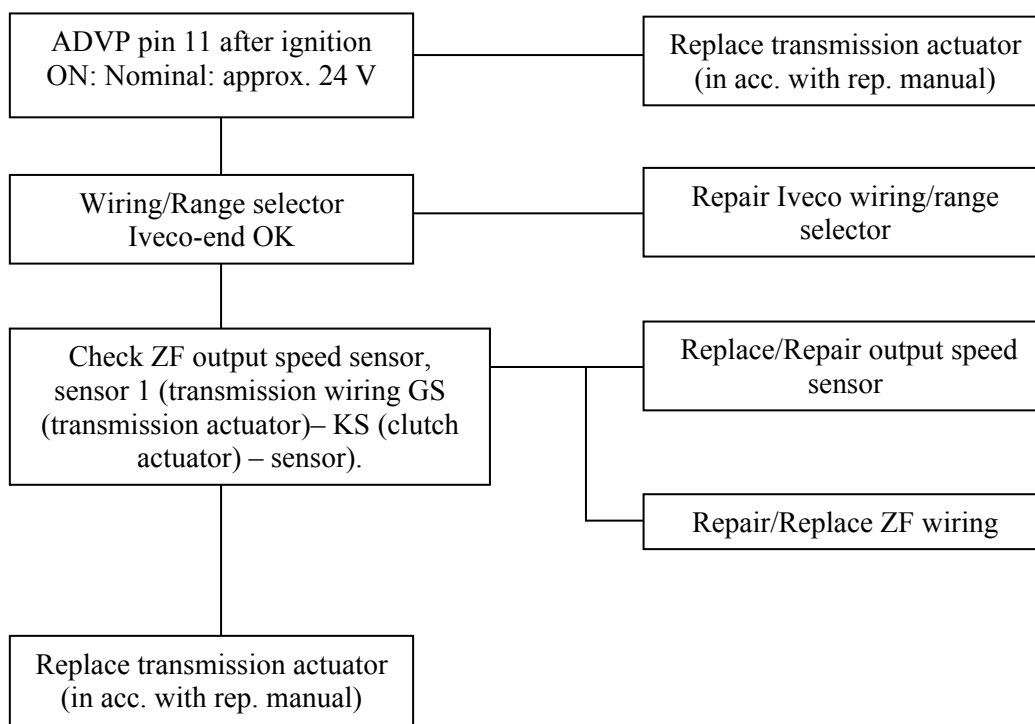 ADVP pin 11 after ignition
ON: Nominal: approx. 24 V
Replace transmission actuator
(in acc. with rep. manual)
Wiring/Range selector
Iveco-end OK
Repair Iveco wiring/range
selector
Check ZF output speed sensor,
sensor 1 (transmission wiring GS
(transmission actuator)– KS (clutch
actuator) – sensor).
Replace/Repair output speed
sensor
Repair/Replace ZF wiring
Replace transmission actuator
(in acc. with rep. manual)